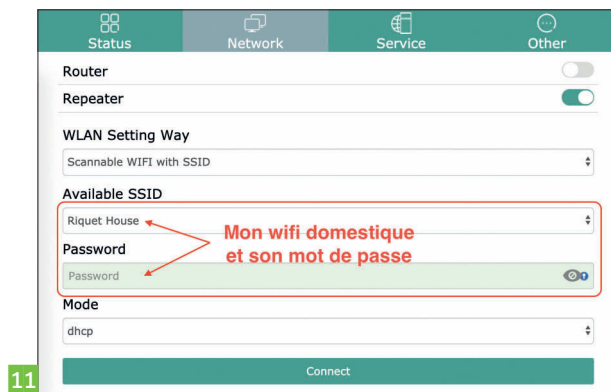 Status Network Service Other
Router
Repeater
WLAN Setting Way
Scannable WIFI with SSID
Available SSID
Riquet House
Mon wifi domestique
et son mot de passe
Password
Password
Mode
dhcp
Connect
11